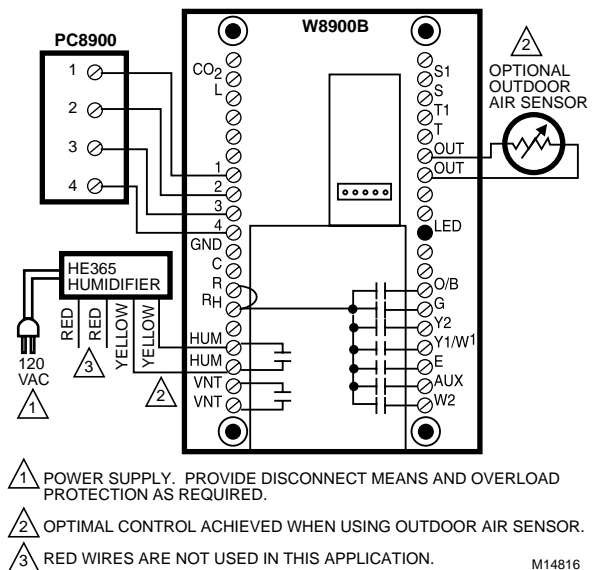 W8900B
PC8900
1
2
3
4
CO2
L
1
2
3
4
GND
C
R
RH
HUM
HUM
VNT
VNT
S1
S
T1
T
OUT
OUT
LED
O/B
G
Y2
Y1/W1
E
AUX
W2
2
OPTIONAL
OUTDOOR
AIR SENSOR
HE365
HUMIDIFIER
RED
RED
YELLOW
YELLOW
120
VAC
1
3
2
1 POWER SUPPLY. PROVIDE DISCONNECT MEANS AND OVERLOAD
PROTECTION AS REQUIRED.
2 OPTIMAL CONTROL ACHIEVED WHEN USING OUTDOOR AIR SENSOR.
3 RED WIRES ARE NOT USED IN THIS APPLICATION.
M14816